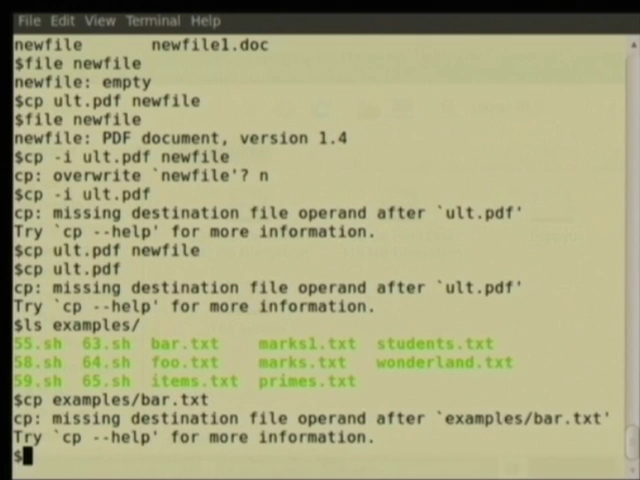 File Edit View Terminal Help
newfile newfile1.doc
$file newfile
newfile: empty
$cp ult.pdf newfile
$file newfile
newfile: PDF document, version 1.4
$cp -i ult.pdf newfile
cp: overwrite `newfile'? n
$cp -i ult.pdf
cp: missing destination file operand after `ult.pdf'
Try `cp --help' for more information.
$cp ult.pdf newfile
$cp ult.pdf
cp: missing destination file operand after `ult.pdf'
Try `cp --help' for more information.
$ls examples/
55.sh 63.sh bar.txt marks1.txt students.txt
58.sh 64.sh foo.txt marks.txt wonderland.txt
59.sh 65.sh items.txt primes.txt
$cp examples/bar.txt
cp: missing destination file operand after `examples/bar.txt'
Try `cp --help' for more information.
$